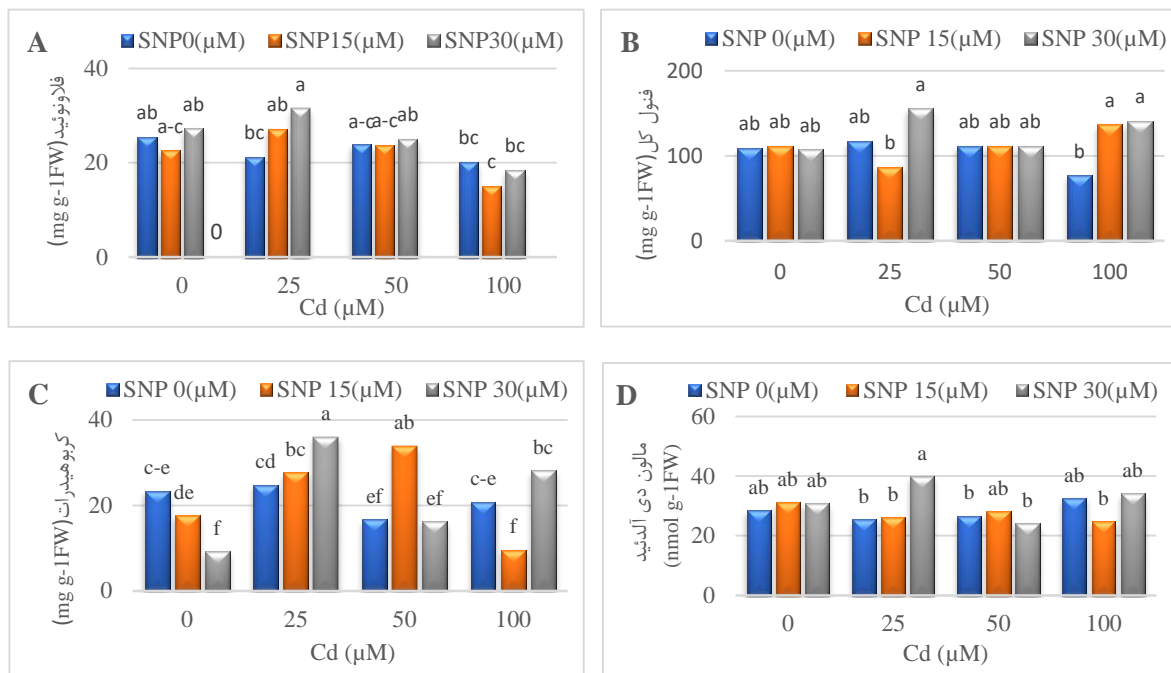 A
SNP0(µM) SNP15(µM) SNP30(µM)
فلاونوئید(mg g-1FW)
40
20
0
ab a-c ab 0 bc ab a a-c a-c ab bc c bc
0 25 50 100
Cd (µM)
B
SNP 0(µM) SNP 15(µM) SNP 30(µM)
فنول کل(mg g-1FW)
200
100
0
ab ab ab ab b a ab ab ab b a a
0 25 50 100
Cd (µM)
C
SNP 0(µM) SNP 15(µM) SNP 30(µM)
کربوهیدرات(mg g-1FW)
40
20
0
c-e de f cd bc a ef ab ef c-e f bc
0 25 50 100
Cd (µM)
D
SNP 0(µM) SNP 15(µM) SNP 30(µM)
مالون دی آلدئید
(nmol g-1FW)
60
40
20
0
ab ab ab b b a b ab b ab b ab
0 25 50 100
Cd (µM)